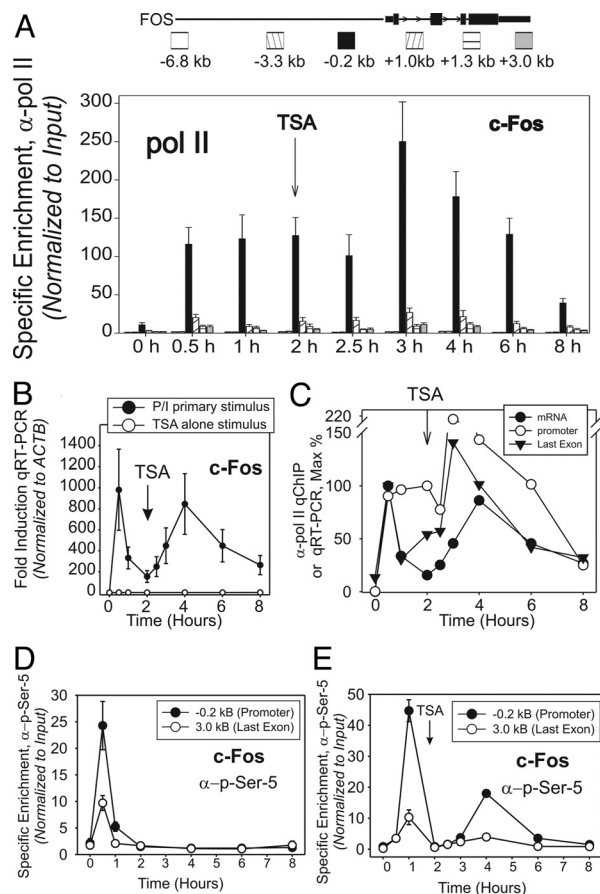 A
FOS
-6.8 kb -3.3 kb -0.2 kb +1.0kb +1.3 kb +3.0 kb
Specific Enrichment, α-pol II
(Normalized to Input)
300
250
200
150
100
50
0
pol II
TSA
c-Fos
0 h 0.5 h 1 h 2 h 2.5 h 3 h 4 h 6 h 8 h
B
P/I primary stimulus
TSA alone stimulus
Fold Induction qRT-PCR
(Normalized to ACTB)
1400
1200
1000
800
600
400
200
0
TSA
c-Fos
0 2 4 6 8
Time (Hours)
C
TSA
mRNA
promoter
Last Exon
α-pol II qChIP
or qRT-PCR, Max %
220
150
100
50
0
0 2 4 6 8
Time (Hours)
D
Specific Enrichment, α-p-Ser-5
(Normalized to Input)
30
25
20
15
10
5
0
-0.2 kB (Promoter)
3.0 kB (Last Exon)
c-Fos
α–p-Ser-5
0 1 2 3 4 5 6 7 8
Time (Hours)
E
Specific Enrichment, α-p-Ser-5
(Normalized to Input)
50
40
30
20
10
0
TSA
-0.2 kB (Promoter)
3.0 kB (Last Exon)
c-Fos
α–p-Ser-5
0 1 2 3 4 5 6 7 8
Time (Hours)